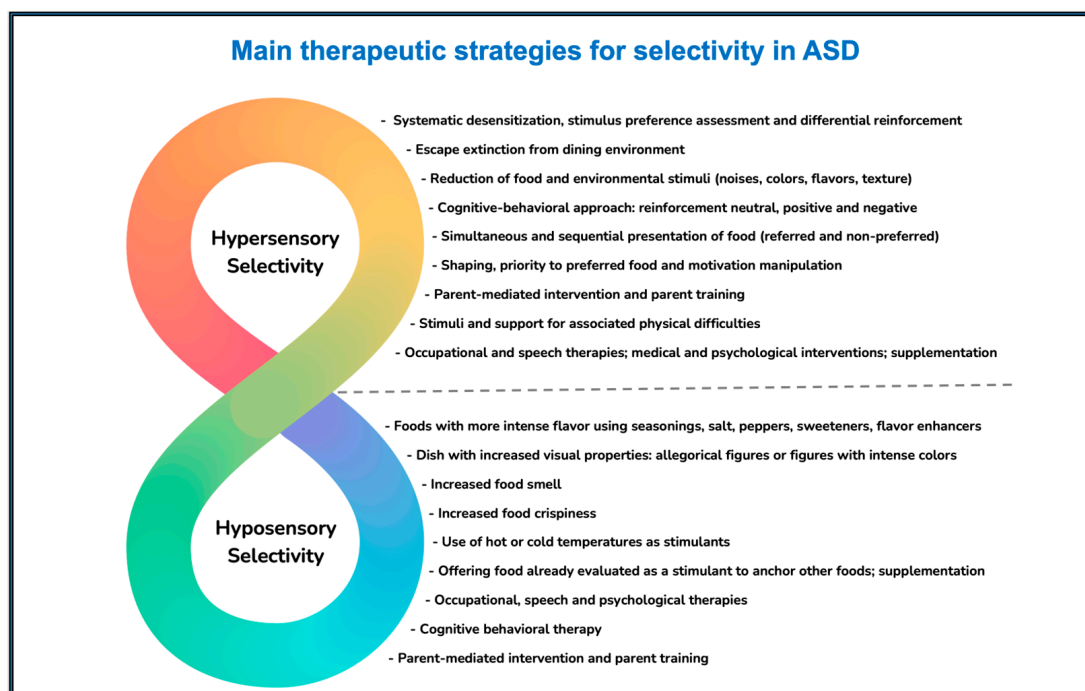 Main therapeutic strategies for selectivity in ASD
Hypersensory
Selectivity
- Systematic desensitization, stimulus preference assessment and differential reinforcement
- Escape extinction from dining environment
- Reduction of food and environmental stimuli (noises, colors, flavors, texture)
- Cognitive-behavioral approach: reinforcement neutral, positive and negative
- Simultaneous and sequential presentation of food (referred and non-preferred)
- Shaping, priority to preferred food and motivation manipulation
- Parent-mediated intervention and parent training
- Stimuli and support for associated physical difficulties
- Occupational and speech therapies; medical and psychological interventions; supplementation
Hyposensory
Selectivity
- Foods with more intense flavor using seasonings, salt, peppers, sweeteners, flavor enhancers
- Dish with increased visual properties: allegorical figures or figures with intense colors
- Increased food smell
- Increased food crispiness
- Use of hot or cold temperatures as stimulants
- Offering food already evaluated as a stimulant to anchor other foods; supplementation
- Occupational, speech and psychological therapies
- Cognitive behavioral therapy
- Parent-mediated intervention and parent training